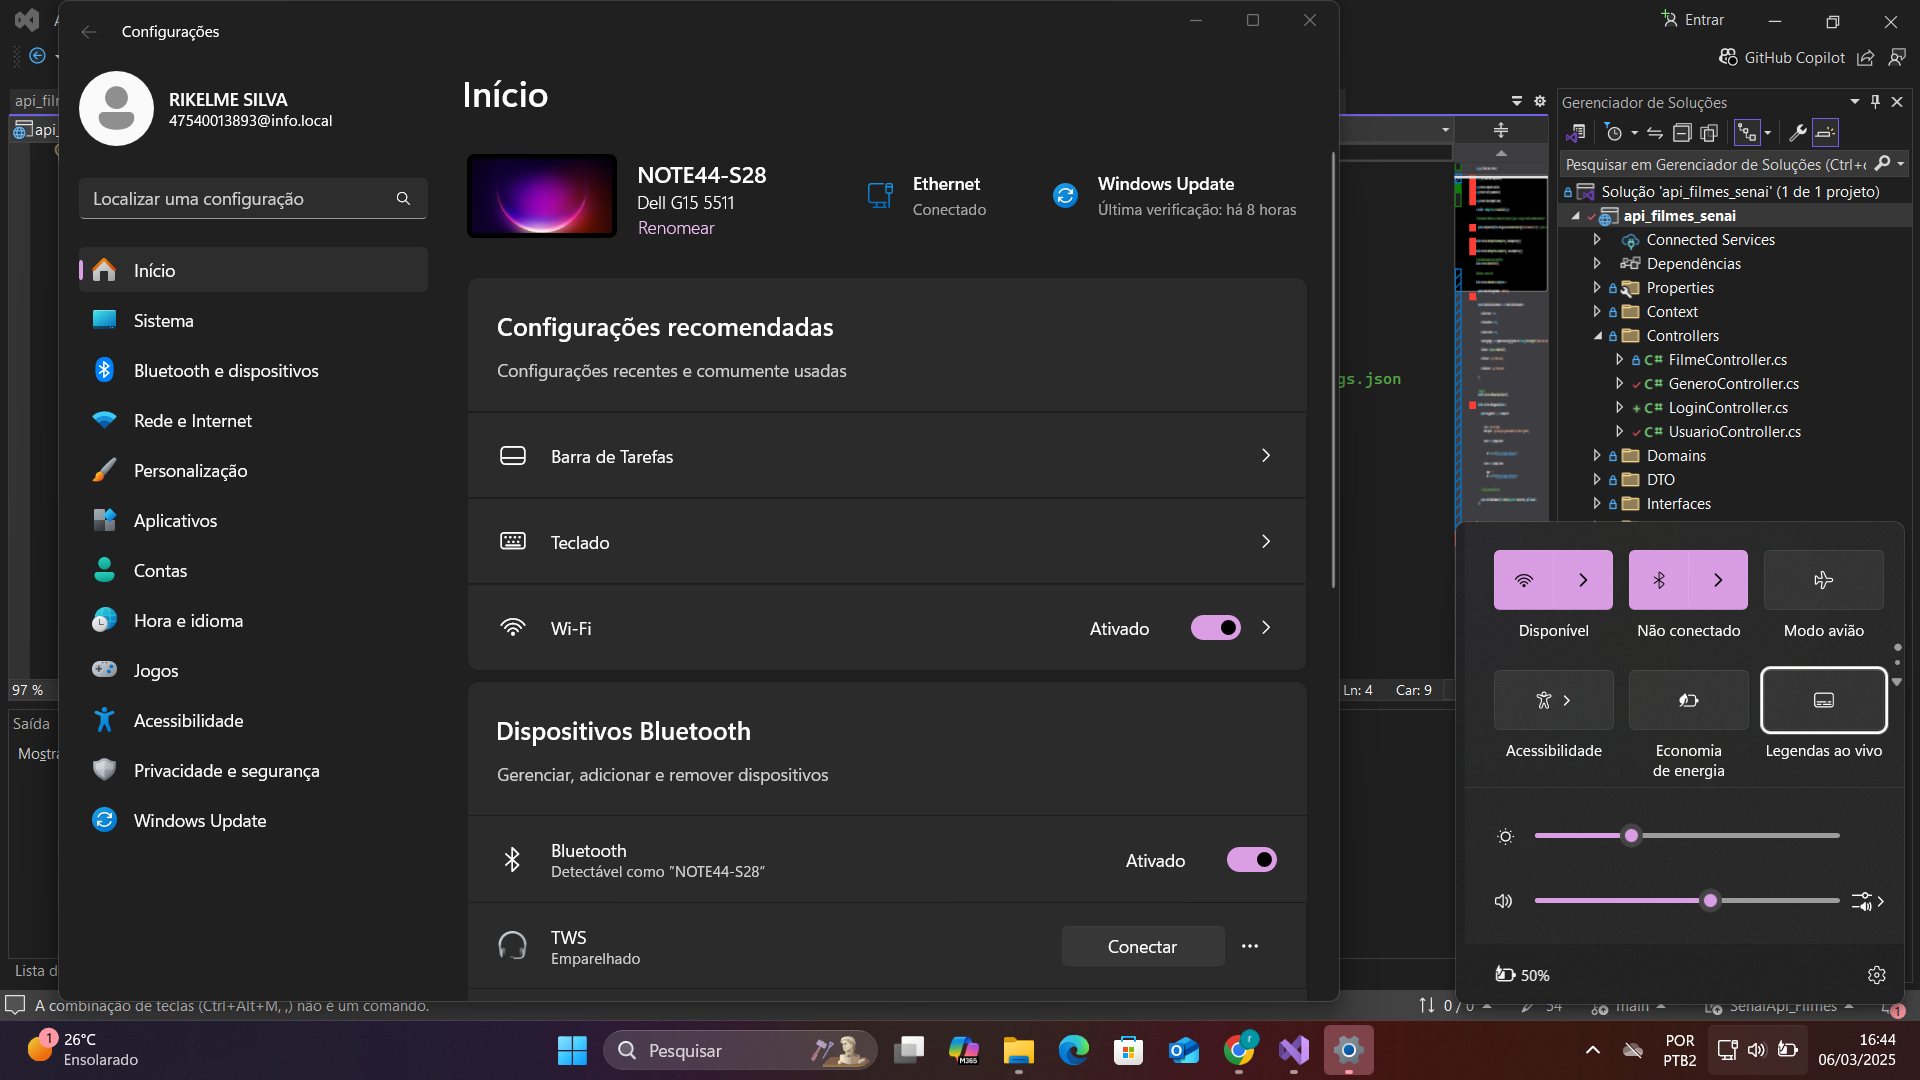 Configurações
RIKELME SILVA
47540013893@info.local
Localizar uma configuração
Início
Sistema
Bluetooth e dispositivos
Rede e Internet
Personalização
Aplicativos
Contas
Hora e idioma
Jogos
Acessibilidade
Privacidade e segurança
Windows Update
Início
NOTE44-S28
Dell G15 5511
Renomear
Ethernet
Conectado
Windows Update
Última verificação: há 8 horas
Configurações recomendadas
Configurações recentes e comumente usadas
Barra de Tarefas
Teclado
Wi-Fi
Ativado
Dispositivos Bluetooth
Gerenciar, adicionar e remover dispositivos
Bluetooth
Detectável como "NOTE44-S28"
Ativado
TWS
Emparelhado
Conectar
97 %
Saída
gs.json
Ln: 4 Car: 9
A combinação de teclas (Ctrl+Alt+M, ,) não é um comando.
0 / 0
54
main
SenaiApi_Filmes
1
Entrar
GitHub Copilot
Gerenciador de Soluções
Pesquisar em Gerenciador de Soluções (Ctrl+
Solução 'api_filmes_senai' (1 de 1 projeto)
api_filmes_senai
Connected Services
Dependências
Properties
Context
Controllers
C# FilmeController.cs
C# GeneroController.cs
C# LoginController.cs
C# UsuarioController.cs
Domains
DTO
Interfaces
Disponível
Não conectado
Modo avião
Acessibilidade
Economia
de energia
Legendas ao vivo
50%
1
26°C
Ensolarado
Pesquisar
M365
r
POR
PTB2
16:44
06/03/2025